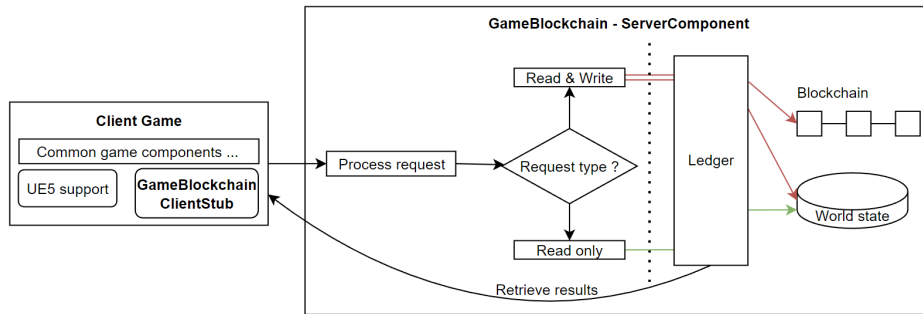 GameBlockchain - ServerComponent
Read & Write
Blockchain
Client Game
Common game components ...
Process request
Request type ?
Ledger
UE5 support
GameBlockchain
ClientStub
World state
Read only
Retrieve results